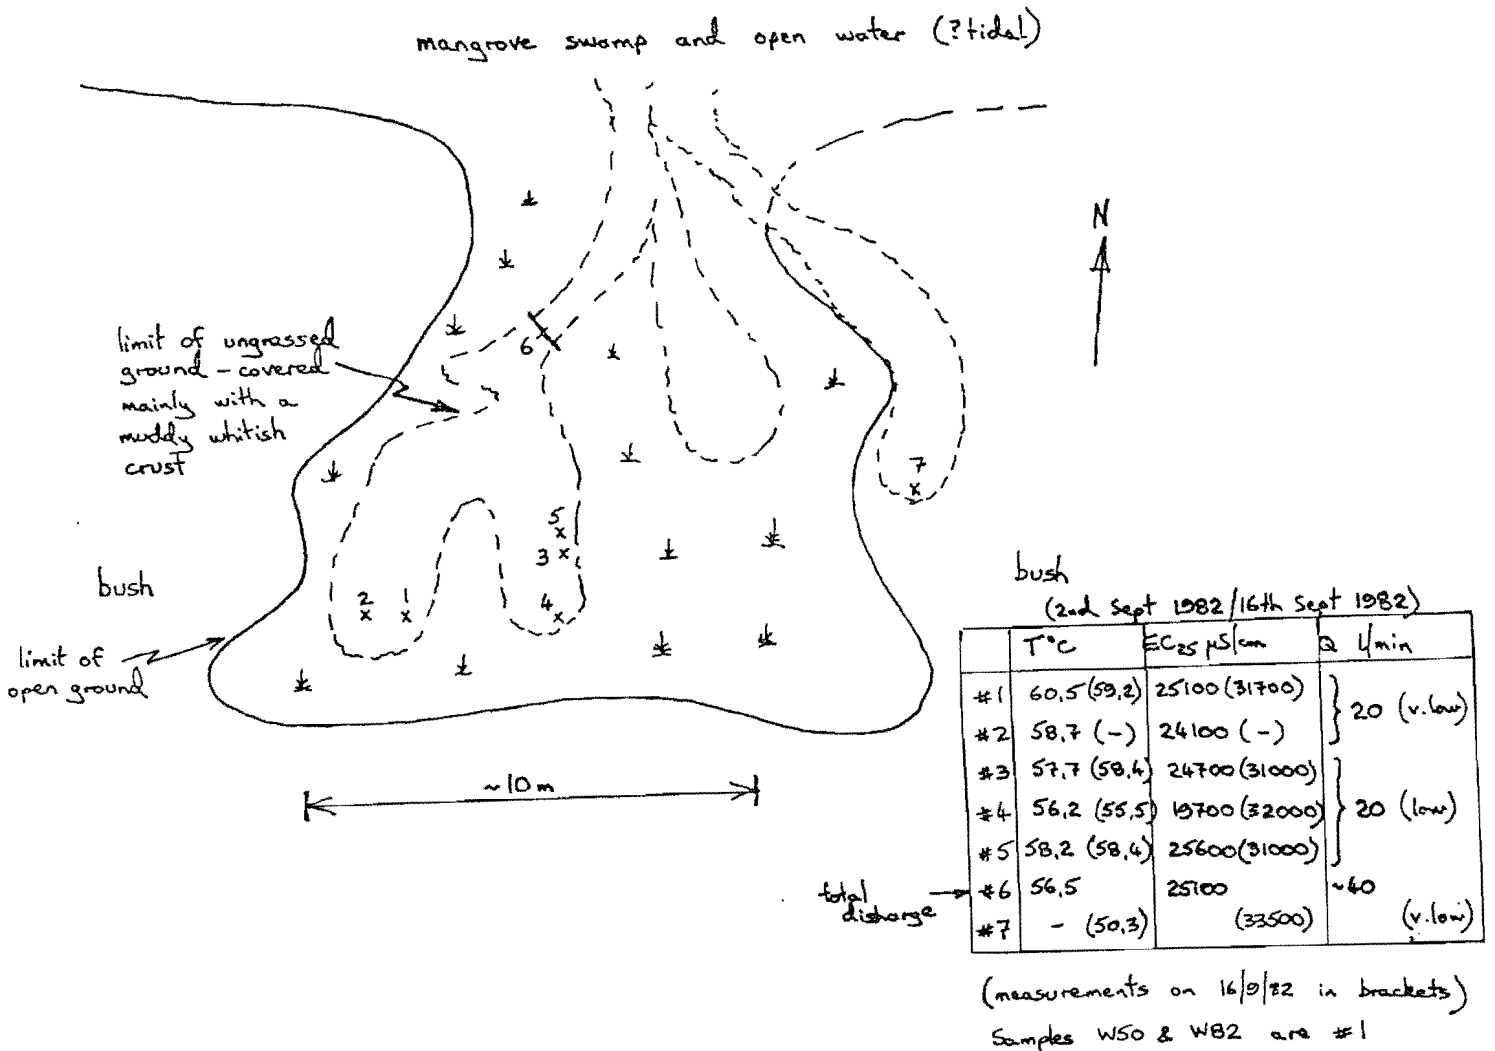 mangrove swamp and open water (?tidal)
N
limit of ungrassed
ground - covered
mainly with a
muddy whitish
crust
6
7
5
3
4
2
1
bush
limit of
open ground
~10m
bush
(2nd Sept 1982/16th Sept 1982)
T°C EC25 µS/cm Q l/min
#1 60,5 (59,2) 25100 (31700)
20 (v.low)
#2 58,7 (-) 24100 (-)
#3 57,7 (58,4) 24700 (31000)
#4 56,2 (55,5) 19700 (32000) 20 (low)
#5 58,2 (58,4) 25600 (31000)
total
disharge
#6 56,5 25100 ~40
#7 - (50,3) (33500) (v.low)
(measurements on 16/9/82 in brackets)
Samples W50 & W82 are #1